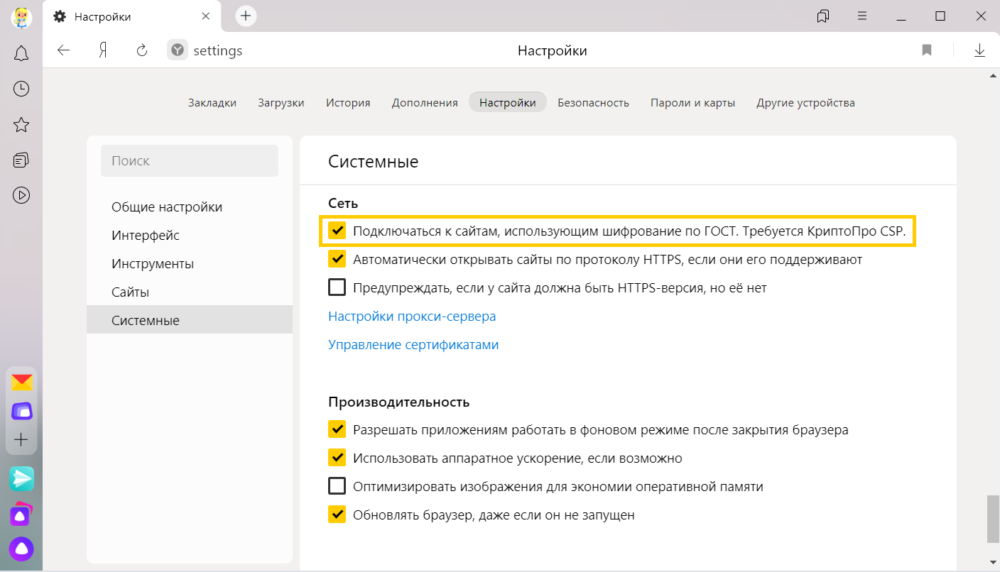 Настройки
settings
Настройки
Закладки Загрузки История Дополнения Настройки Безопасность Пароли и карты Другие устройства
Поиск
Общие настройки
Интерфейс
Инструменты
Сайты
Системные
Системные
Сеть
Подключаться к сайтам, использующим шифрование по ГОСТ. Требуется КриптоПро CSP.
Автоматически открывать сайты по протоколу HTTPS, если они его поддерживают
Предупреждать, если у сайта должна быть HTTPS-версия, но её нет
Настройки прокси-сервера
Управление сертификатами
Производительность
Разрешать приложениям работать в фоновом режиме после закрытия браузера
Использовать аппаратное ускорение, если возможно
Оптимизировать изображения для экономии оперативной памяти
Обновлять браузер, даже если он не запущен